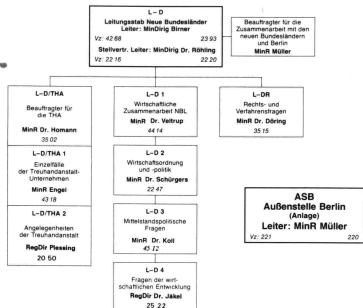 L – D
Leitungsstab Neue Bundesländer
Leiter: MinDirig Birner
Vz: 42 68 23 93
Stellvertr. Leiter: MinDirig Dr. Röhling
Vz: 22 16 22 20
Beauftragter für die
Zusammenarbeit mit den
neuen Bundesländern
und Berlin
MinR Müller
L–D/THA
Beauftragter für
die THA
MinR Dr. Homann
35 02
L–D/THA 1
Einzelfälle
der Treuhandanstalt-
Unternehmen
MinR Engel
43 18
L–D/THA 2
Angelegenheiten
der Treuhandanstalt
RegDir Plessing
20 50
L–D 1
Wirtschaftliche
Zusammenarbeit NBL
MinR Dr. Veltrup
44 14
L–D 2
Wirtschaftsordnung
und -politik
MinR Dr. Schürgers
22 47
L–D 3
Mittelstandspolitische
Fragen
MinR Dr. Koll
45 12
L–D 4
Fragen der wirt-
schaftlichen Entwicklung
RegDir Dr. Jäkel
25 22
L–DR
Rechts- und
Verfahrensfragen
MinR Dr. Döring
35 15
ASB
Außenstelle Berlin
(Anlage)
Leiter: MinR Müller
Vz: 221 220